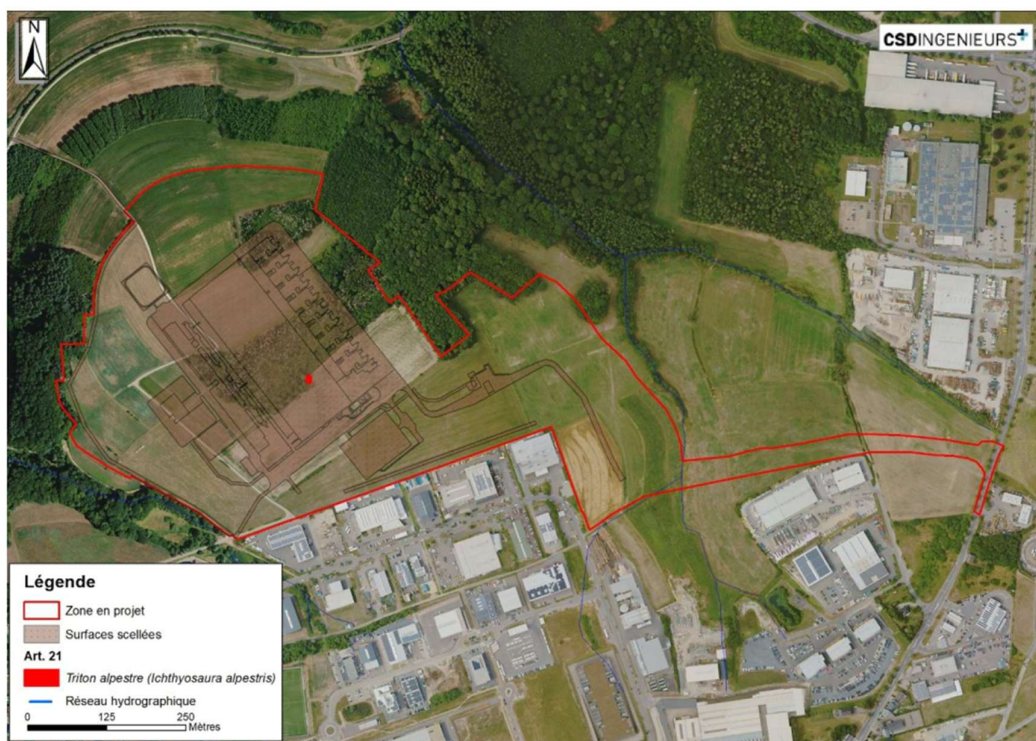 N
CSDINGENIEURS+
Légende
Zone en projet
Surfaces scellées
Art. 21
Triton alpestre (Ichthyosaura alpestris)
Réseau hydrographique
0 125 250
Mètres